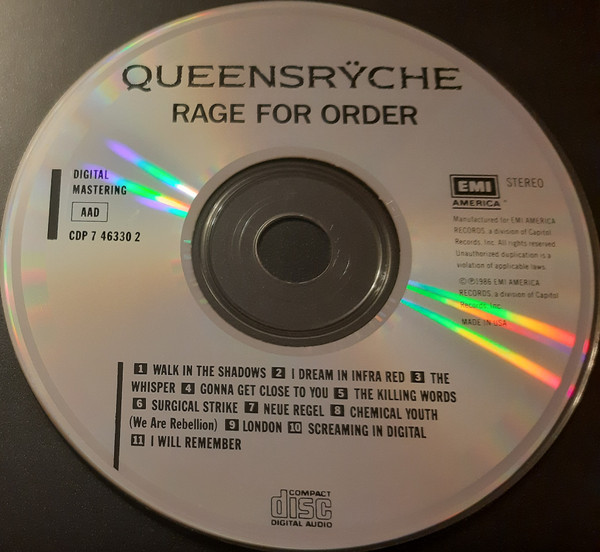 QUEENSRŸCHE
RAGE FOR ORDER
DIGITAL
MASTERING
AAD
CDP 7 46330 2
EMI
AMERICA
STEREO
Manufactured for EMI AMERICA
RECORDS, a division of Capitol
Records, Inc. All rights reserved.
Unauthorized duplication is a
violation of applicable laws.
©℗1986 EMI AMERICA
RECORDS, a division of Capitol
Records, Inc.
MADE IN USA
1 WALK IN THE SHADOWS 2 I DREAM IN INFRA RED 3 THE
WHISPER 4 GONNA GET CLOSE TO YOU 5 THE KILLING WORDS
6 SURGICAL STRIKE 7 NEUE REGEL 8 CHEMICAL YOUTH
(We Are Rebellion) 9 LONDON 10 SCREAMING IN DIGITAL
11 I WILL REMEMBER
COMPACT
disc
DIGITAL AUDIO